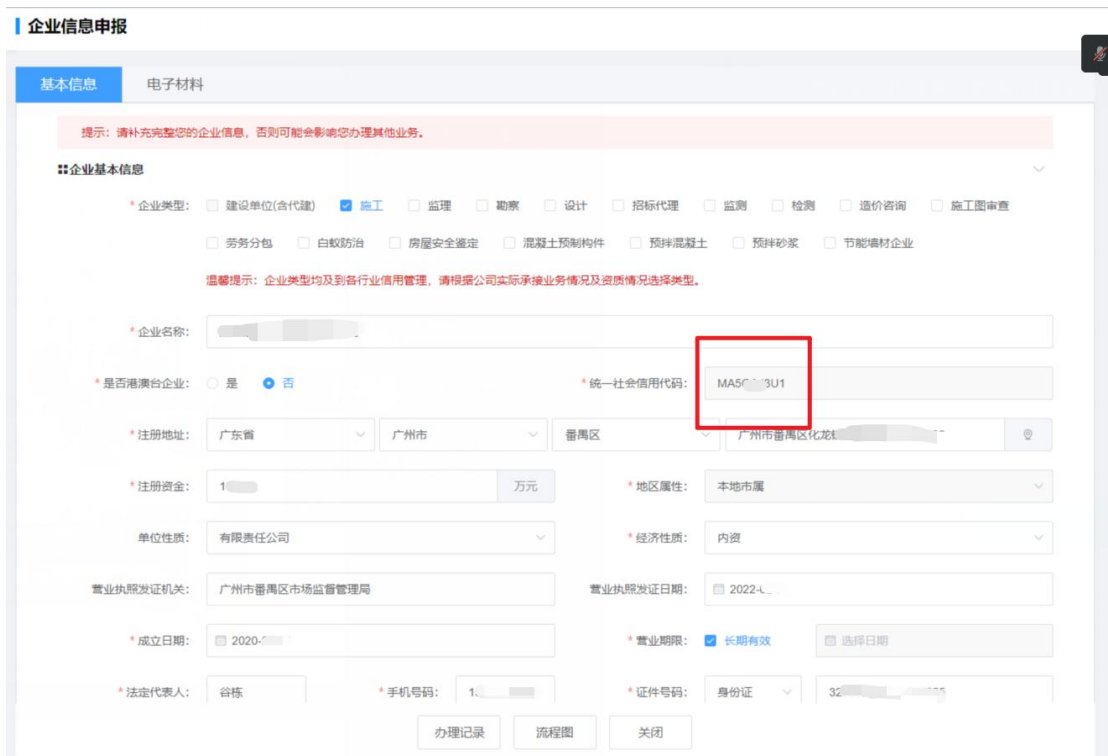 企业信息申报
基本信息 电子材料
提示：请补充完整您的企业信息，否则可能会影响您办理其他业务。
企业基本信息
* 企业类型： 建设单位(含代建) 施工 监理 勘察 设计 招标代理 监测 检测 造价咨询 施工图审查
劳务分包 白蚁防治 房屋安全鉴定 混凝土预制构件 预拌混凝土 预拌砂浆 节能墙材企业
温馨提示：企业类型均及到各行业信用管理，请根据公司实际承接业务情况及资质情况选择类型。
* 企业名称：
* 是否港澳台企业： 是 否 * 统一社会信用代码： MA5 3U1
* 注册地址： 广东省 广州市 番禺区 广州市番禺区化龙
* 注册资金： 1 万元 * 地区属性： 本地市属
单位性质： 有限责任公司 * 经济性质： 内资
营业执照发证机关： 广州市番禺区市场监督管理局 营业执照发证日期： 2022-
* 成立日期： 2020- * 营业期限： 长期有效 选择日期
* 法定代表人： 谷栋 * 手机号码： 1 * 证件号码： 身份证 32
办理记录 流程图 关闭